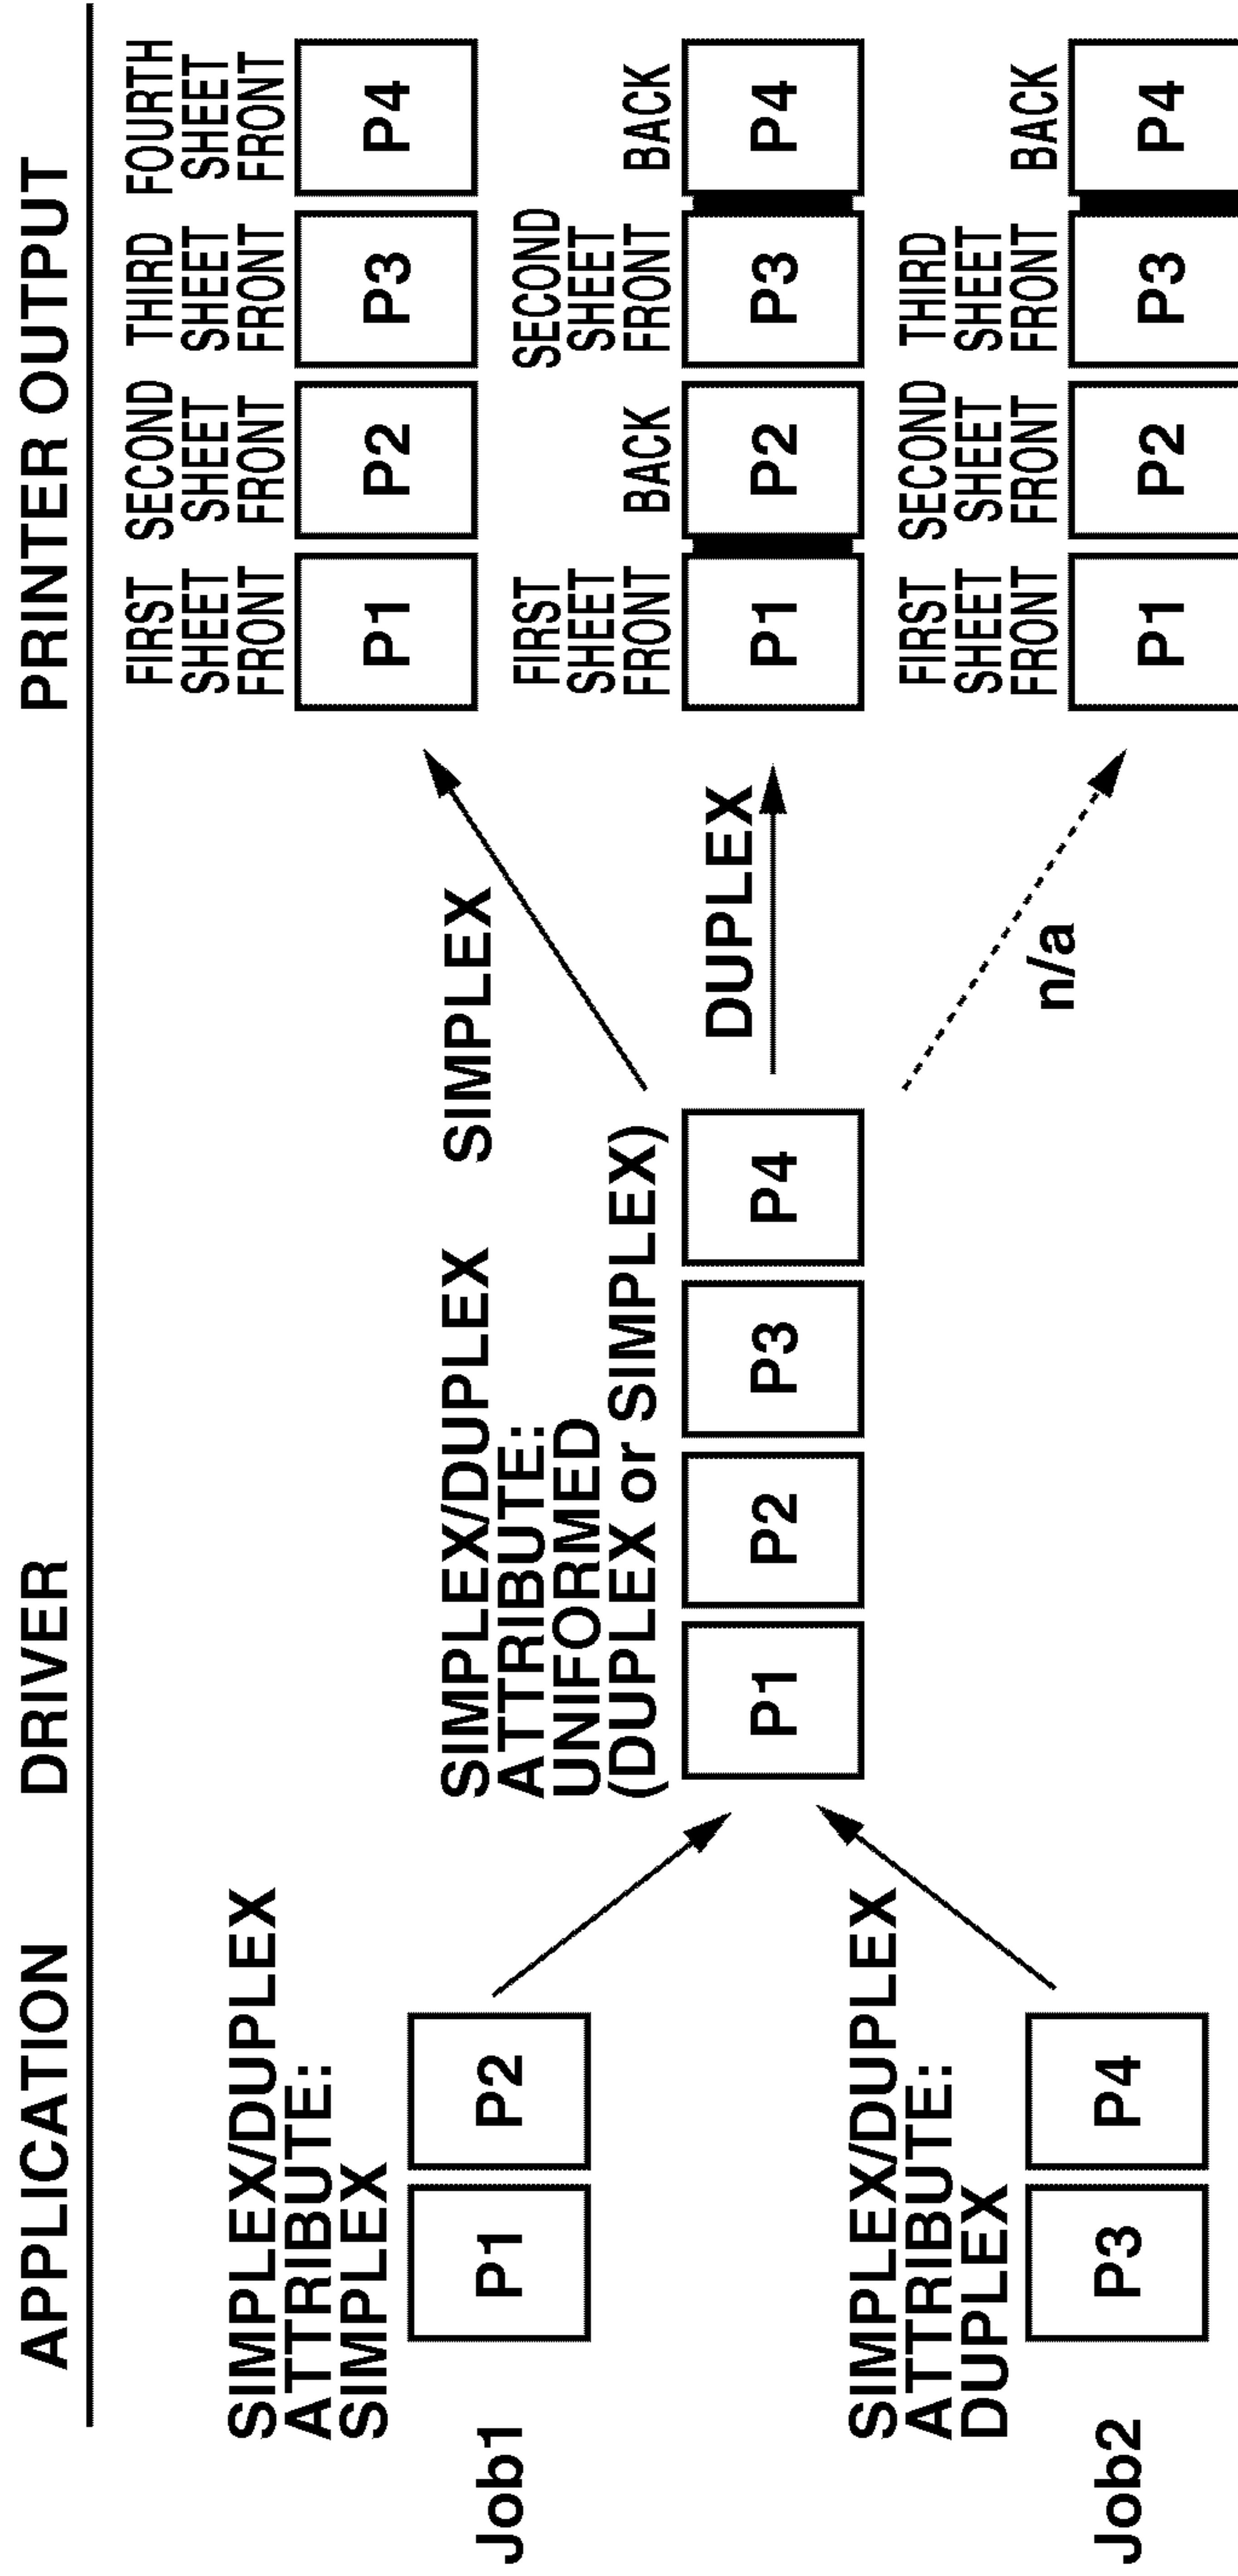 APPLICATION DRIVER PRINTER OUTPUT
SIMPLEX/DUPLEX
ATTRIBUTE:
SIMPLEX
Job1 P1 P2
SIMPLEX/DUPLEX
ATTRIBUTE:
DUPLEX
Job2 P3 P4
SIMPLEX/DUPLEX
ATTRIBUTE:
UNIFORMED
(DUPLEX or SIMPLEX)
P1 P2 P3 P4
SIMPLEX
DUPLEX
n/a
FIRST SECOND THIRD FOURTH
SHEET SHEET SHEET SHEET
FRONT FRONT FRONT FRONT
P1 P2 P3 P4
FIRST SECOND
SHEET SHEET
FRONT BACK FRONT BACK
P1 P2 P3 P4
FIRST SECOND THIRD
SHEET SHEET SHEET
FRONT FRONT FRONT BACK
P1 P2 P3 P4